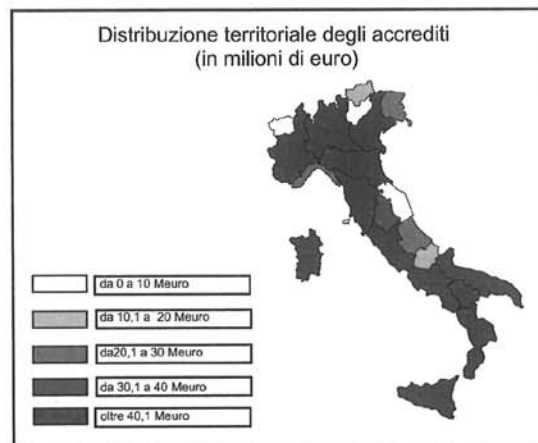 Distribuzione territoriale degli accrediti
(in milioni di euro)
da 0 a 10 Meuro
da 10,1 a 20 Meuro
da20,1 a 30 Meuro
da 30,1 a 40 Meuro
oltre 40,1 Meuro